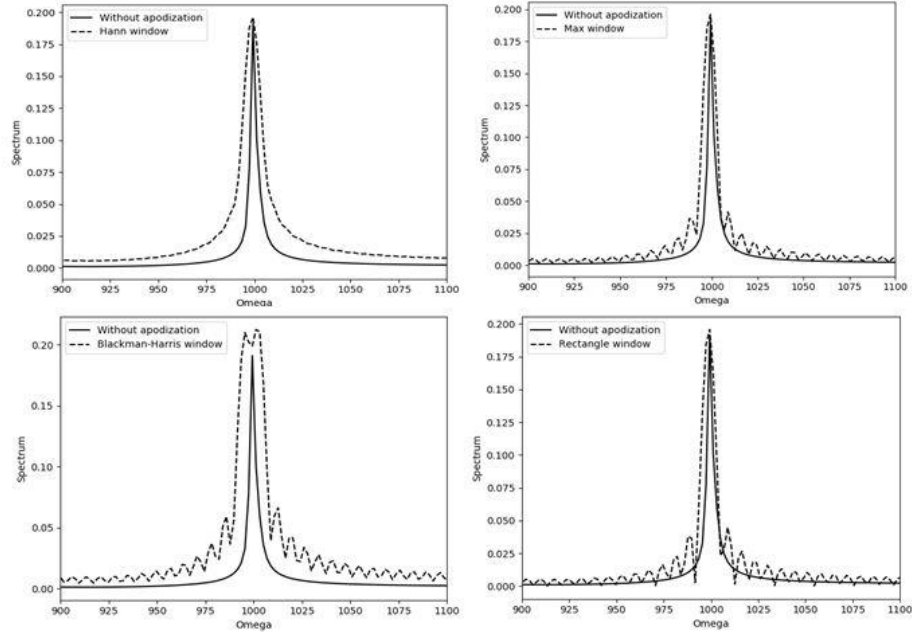 Without apodization
Hann window
0.200
0.175
0.150
0.125
0.100
0.075
0.050
0.025
0.000
Spectrum
900 925 950 975 1000 1025 1050 1075 1100
Omega
Without apodization
Max window
0.200
0.175
0.150
0.125
0.100
0.075
0.050
0.025
0.000
Spectrum
900 925 950 975 1000 1025 1050 1075 1100
Omega
Without apodization
Blackman-Harris window
0.20
0.15
0.10
0.05
0.00
Spectrum
900 925 950 975 1000 1025 1050 1075 1100
Omega
Without apodization
Rectangle window
0.200
0.175
0.150
0.125
0.100
0.075
0.050
0.025
0.000
Spectrum
900 925 950 975 1000 1025 1050 1075 1100
Omega